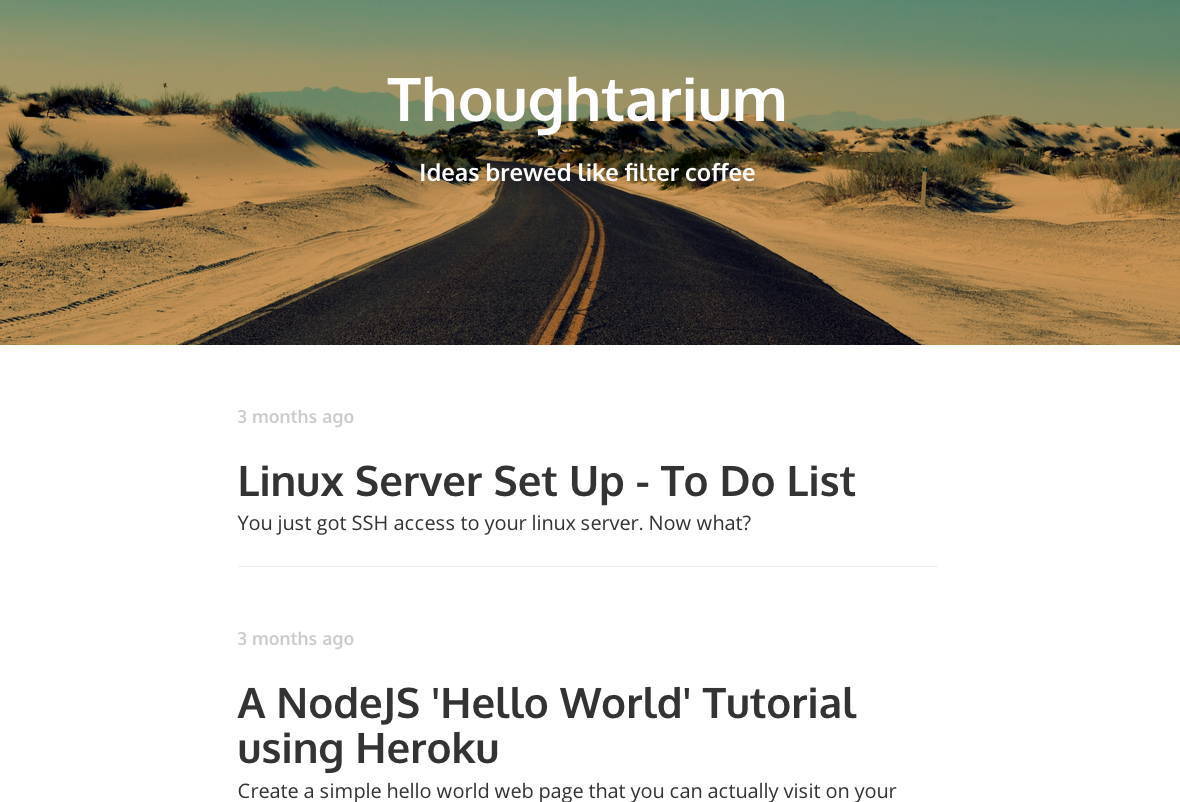 Thoughtarium
Ideas brewed like filter coffee
3 months ago
Linux Server Set Up - To Do List
You just got SSH access to your linux server. Now what?
3 months ago
A NodeJS 'Hello World' Tutorial
using Heroku
Create a simple hello world web page that you can actually visit on your